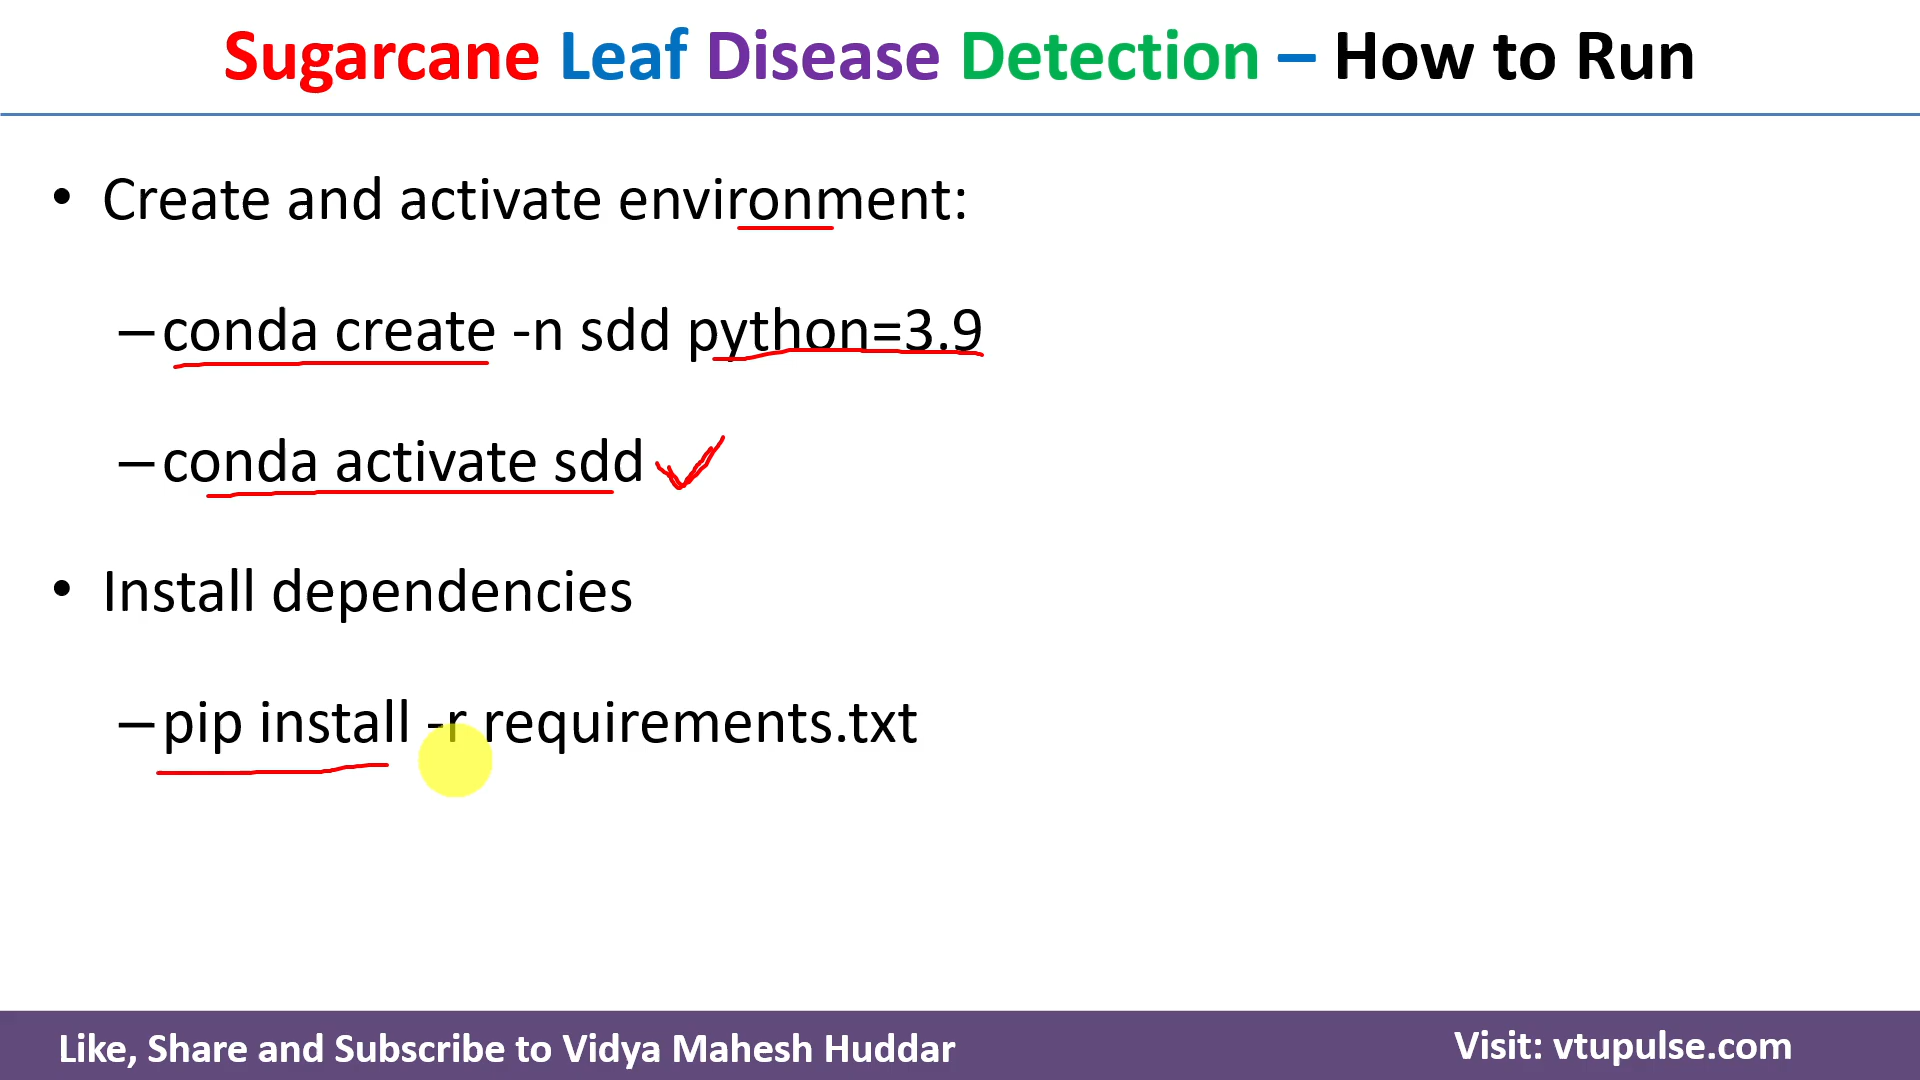 Sugarcane Leaf Disease Detection – How to Run
• Create and activate environment:
– conda create -n sdd python=3.9
– conda activate sdd
• Install dependencies
– pip install -r requirements.txt
Like, Share and Subscribe to Vidya Mahesh Huddar
Visit: vtupulse.com